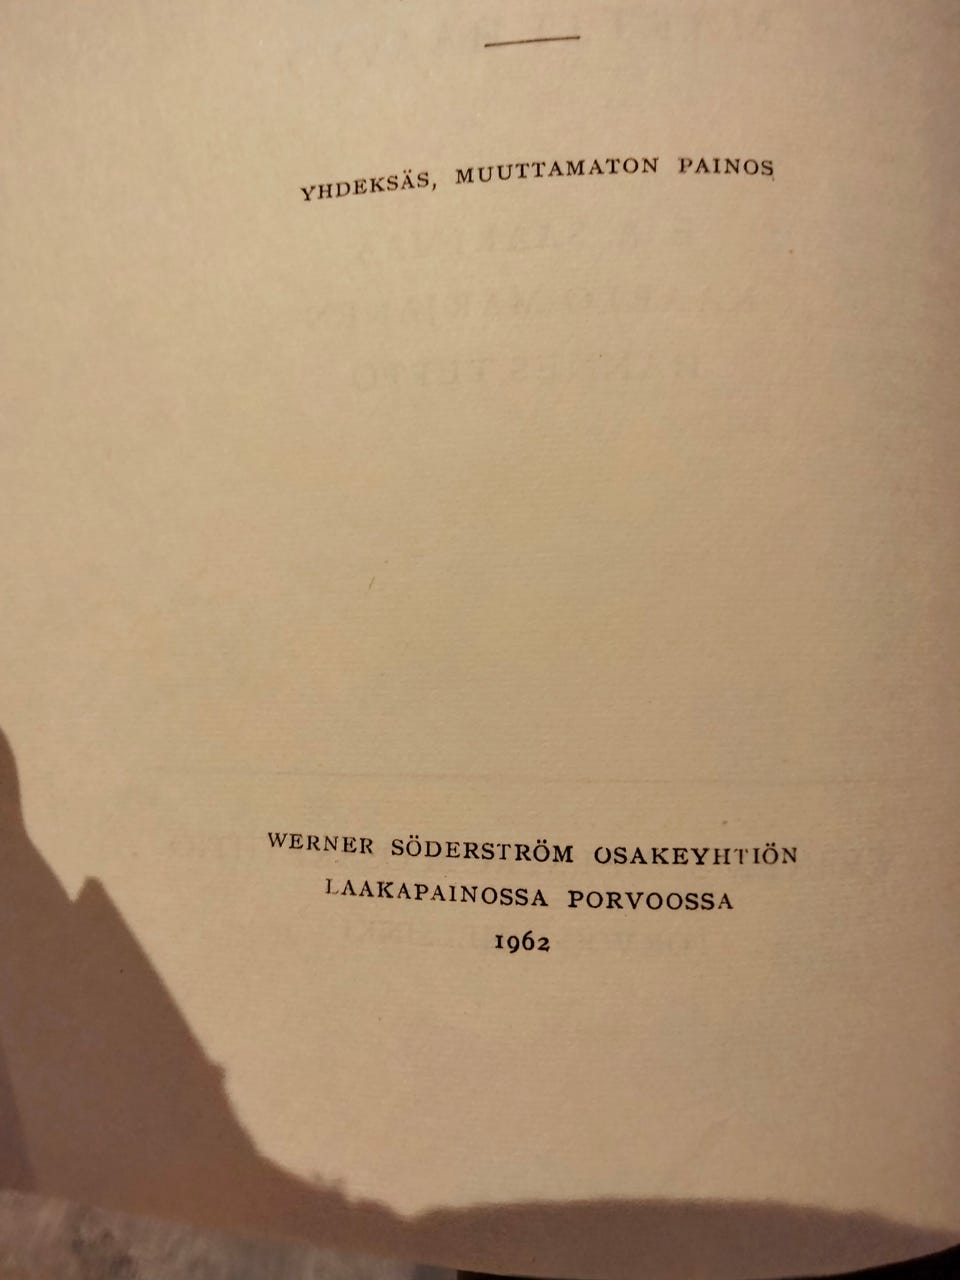 YHDEKSÄS, MUUTTAMATON PAINOS
WERNER SÖDERSTRÖM OSAKEYHTIÖN
LAAKAPAINOSSA PORVOOSSA
1962